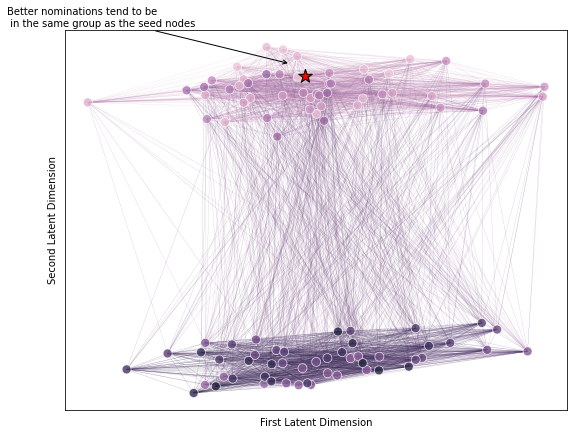 Better nominations tend to be
in the same group as the seed nodes
Second Latent Dimension
First Latent Dimension